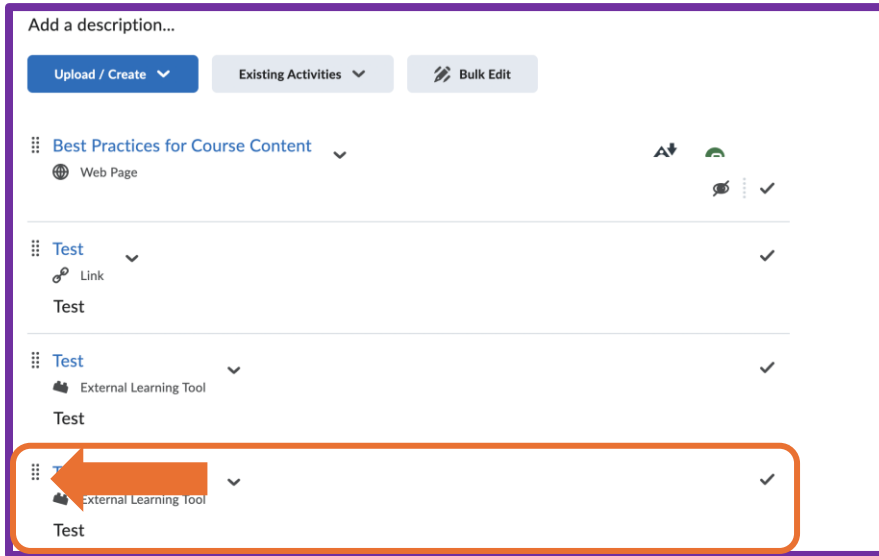 Add a description...
Upload / Create Existing Activities Bulk Edit
Best Practices for Course Content
Web Page
Test
Link
Test
Test
External Learning Tool
Test
External Learning Tool
Test